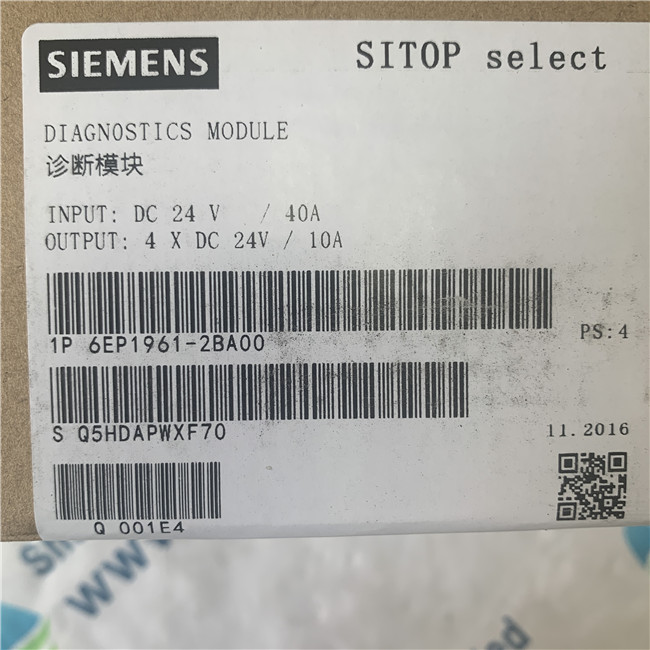 SIEMENS
SITOP select
DIAGNOSTICS MODULE
诊断模块
INPUT: DC 24 V / 40A
OUTPUT: 4 X DC 24V / 10A
1P 6EP1961-2BA00
PS:4
S Q5HDAPWXF70
11.2016
Q 001E4
www